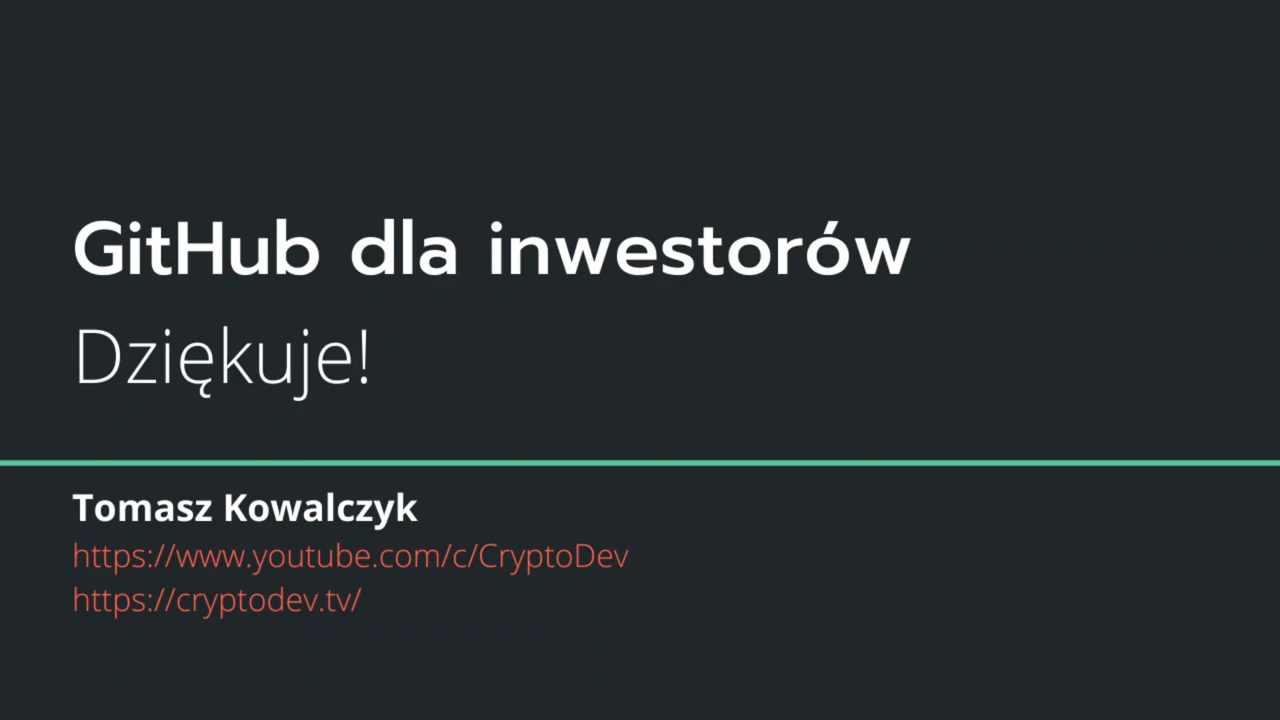 GitHub dla inwestorów
Dziękuje!
Tomasz Kowalczyk
https://www.youtube.com/c/CryptoDev
https://cryptodev.tv/